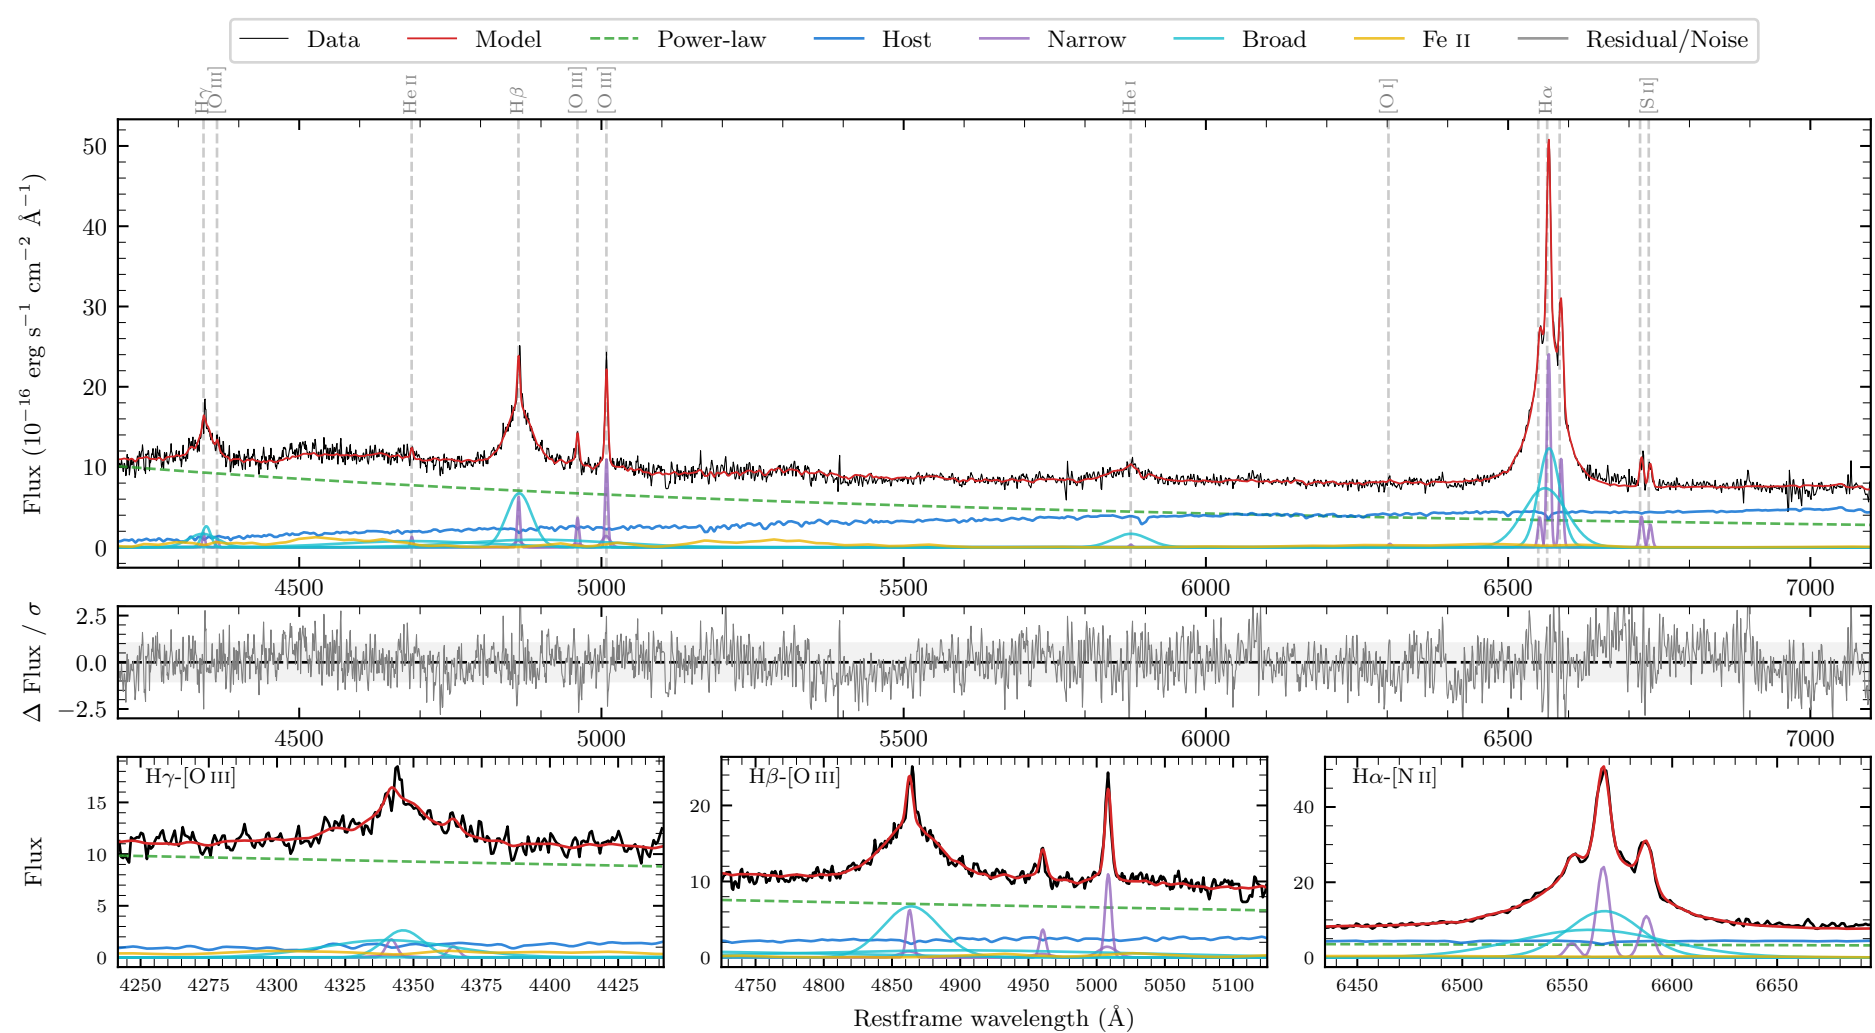 Data Model Power-law Host Narrow Broad Fe II Residual/Noise
Hγ [O III] He II Hβ [O III] [O III] He I [O I] Hα [S II]
Flux (10−16 erg s−1 cm−2 Å−1)
50
40
30
20
10
0
4500 5000 5500 6000 6500 7000
Δ Flux / σ
2.5
0.0
−2.5
4500 5000 5500 6000 6500 7000
Flux
Hγ-[O III]
15
10
5
0
4250 4275 4300 4325 4350 4375 4400 4425
Hβ-[O III]
20
10
0
4750 4800 4850 4900 4950 5000 5050 5100
Hα-[N II]
40
20
0
6450 6500 6550 6600 6650
Restframe wavelength (Å)